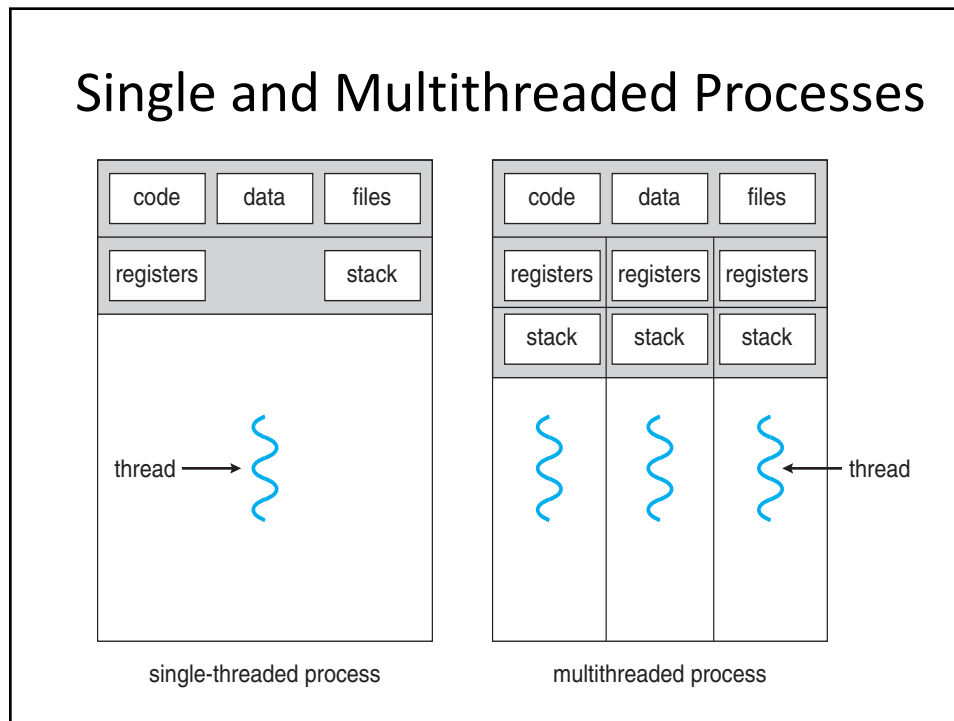 Single and Multithreaded Processes
code data files
registers stack
thread
single-threaded process
code data files
registers registers registers
stack stack stack
thread
multithreaded process